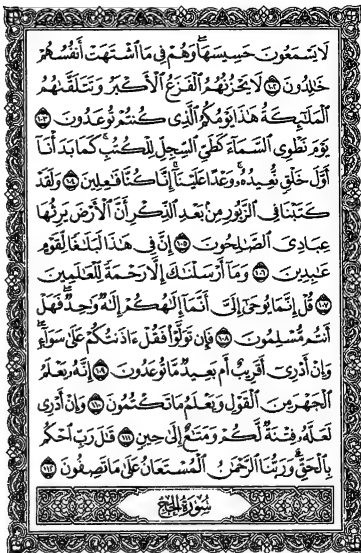 لَا يَسْمَعُونَ حَسِيسَهَا ۖ وَهُمْ فِي مَا اشْتَهَتْ أَنفُسُهُمْ
خَالِدُونَ ١٠٢ لَا يَحْزُنُهُمُ الْفَزَعُ الْأَكْبَرُ وَتَتَلَقَّاهُمُ
الْمَلَائِكَةُ هَٰذَا يَوْمُكُمُ الَّذِي كُنتُمْ تُوعَدُونَ ١٠٣
يَوْمَ نَطْوِي السَّمَاءَ كَطَيِّ السِّجِلِّ لِلْكُتُبِ ۚ كَمَا بَدَأْنَا
أَوَّلَ خَلْقٍ نُّعِيدُهُ ۚ وَعْدًا عَلَيْنَا ۚ إِنَّا كُنَّا فَاعِلِينَ ١٠٤ وَلَقَدْ
كَتَبْنَا فِي الزَّبُورِ مِن بَعْدِ الذِّكْرِ أَنَّ الْأَرْضَ يَرِثُهَا
عِبَادِيَ الصَّالِحُونَ ١٠٥ إِنَّ فِي هَٰذَا لَبَلَاغًا لِّقَوْمٍ
عَابِدِينَ ١٠٦ وَمَا أَرْسَلْنَاكَ إِلَّا رَحْمَةً لِّلْعَالَمِينَ
١٠٧ قُلْ إِنَّمَا يُوحَىٰ إِلَيَّ أَنَّمَا إِلَٰهُكُمْ إِلَٰهٌ وَاحِدٌ ۖ فَهَلْ
أَنتُم مُّسْلِمُونَ ١٠٨ فَإِن تَوَلَّوْا فَقُلْ آذَنتُكُمْ عَلَىٰ سَوَاءٍ ۖ
وَإِنْ أَدْرِي أَقَرِيبٌ أَم بَعِيدٌ مَّا تُوعَدُونَ ١٠٩ إِنَّهُ يَعْلَمُ
الْجَهْرَ مِنَ الْقَوْلِ وَيَعْلَمُ مَا تَكْتُمُونَ ١١٠ وَإِنْ أَدْرِي
لَعَلَّهُ فِتْنَةٌ لَّكُمْ وَمَتَاعٌ إِلَىٰ حِينٍ ١١١ قَالَ رَبِّ احْكُم
بِالْحَقِّ ۗ وَرَبُّنَا الرَّحْمَٰنُ الْمُسْتَعَانُ عَلَىٰ مَا تَصِفُونَ ١١٢
سُورَةُ الْحَجِّ